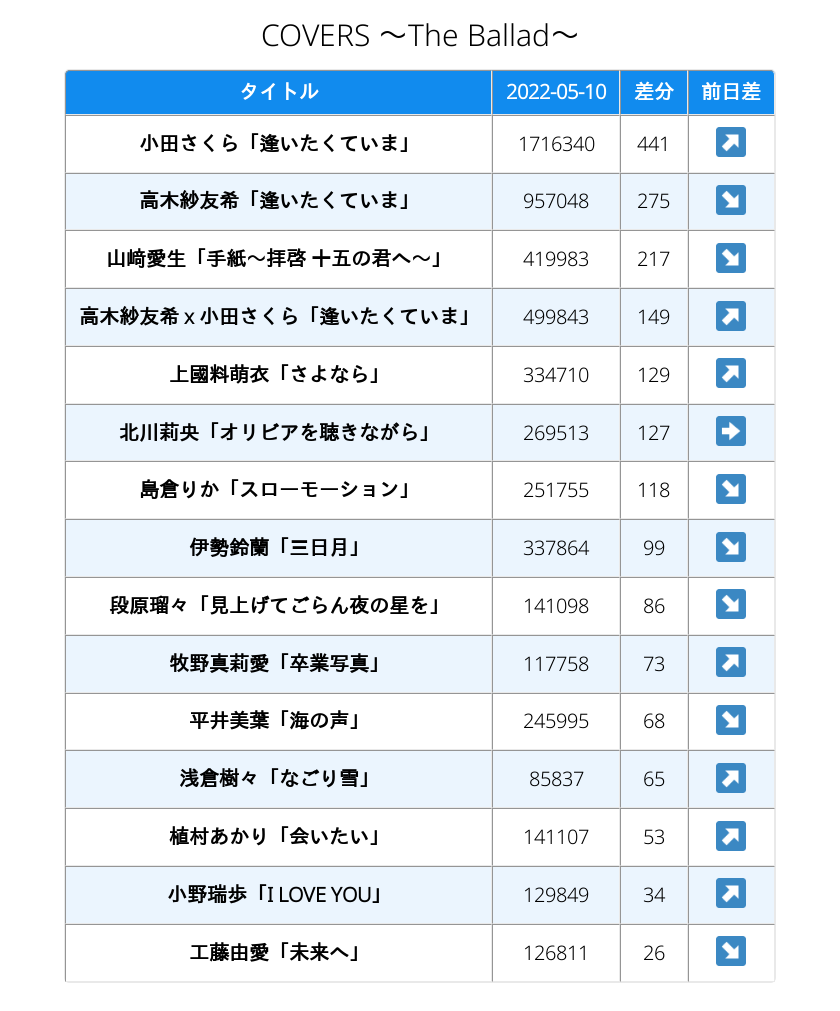 COVERS ～The Ballad～
タイトル 2022-05-10 差分 前日差
小田さくら「逢いたくていま」 1716340 441 ↗
高木紗友希「逢いたくていま」 957048 275 ↘
山﨑愛生「手紙～拝啓 十五の君へ～」 419983 217 ↘
高木紗友希 x 小田さくら「逢いたくていま」 499843 149 ↗
上國料萌衣「さよなら」 334710 129 ↗
北川莉央「オリビアを聴きながら」 269513 127 ➡
島倉りか「スローモーション」 251755 118 ↘
伊勢鈴蘭「三日月」 337864 99 ↘
段原瑠々「見上げてごらん夜の星を」 141098 86 ↘
牧野真莉愛「卒業写真」 117758 73 ↗
平井美葉「海の声」 245995 68 ↘
浅倉樹々「なごり雪」 85837 65 ↗
植村あかり「会いたい」 141107 53 ↗
小野瑞歩「I LOVE YOU」 129849 34 ↗
工藤由愛「未来へ」 126811 26 ↘